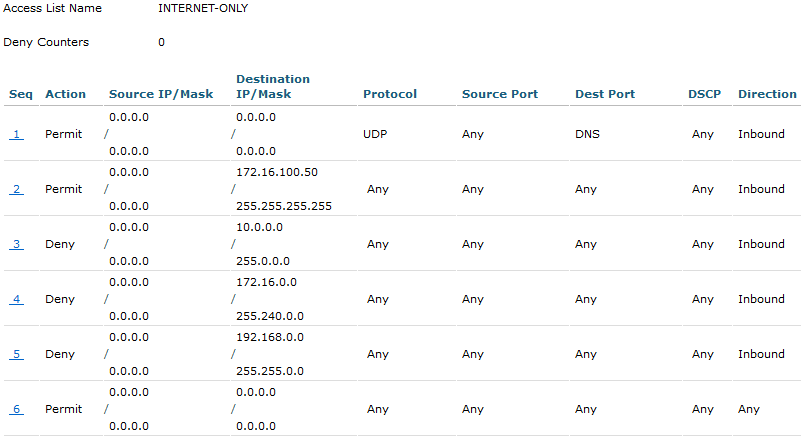 Access List Name INTERNET-ONLY
Deny Counters 0
Destination
Seq Action Source IP/Mask IP/Mask Protocol Source Port Dest Port DSCP Direction
0.0.0.0 0.0.0.0
1 Permit / / UDP Any DNS Any Inbound
0.0.0.0 0.0.0.0
0.0.0.0 172.16.100.50
2 Permit / / Any Any Any Any Inbound
0.0.0.0 255.255.255.255
0.0.0.0 10.0.0.0
3 Deny / / Any Any Any Any Inbound
0.0.0.0 255.0.0.0
0.0.0.0 172.16.0.0
4 Deny / / Any Any Any Any Inbound
0.0.0.0 255.240.0.0
0.0.0.0 192.168.0.0
5 Deny / / Any Any Any Any Inbound
0.0.0.0 255.255.0.0
0.0.0.0 0.0.0.0
6 Permit / / Any Any Any Any Any
0.0.0.0 0.0.0.0